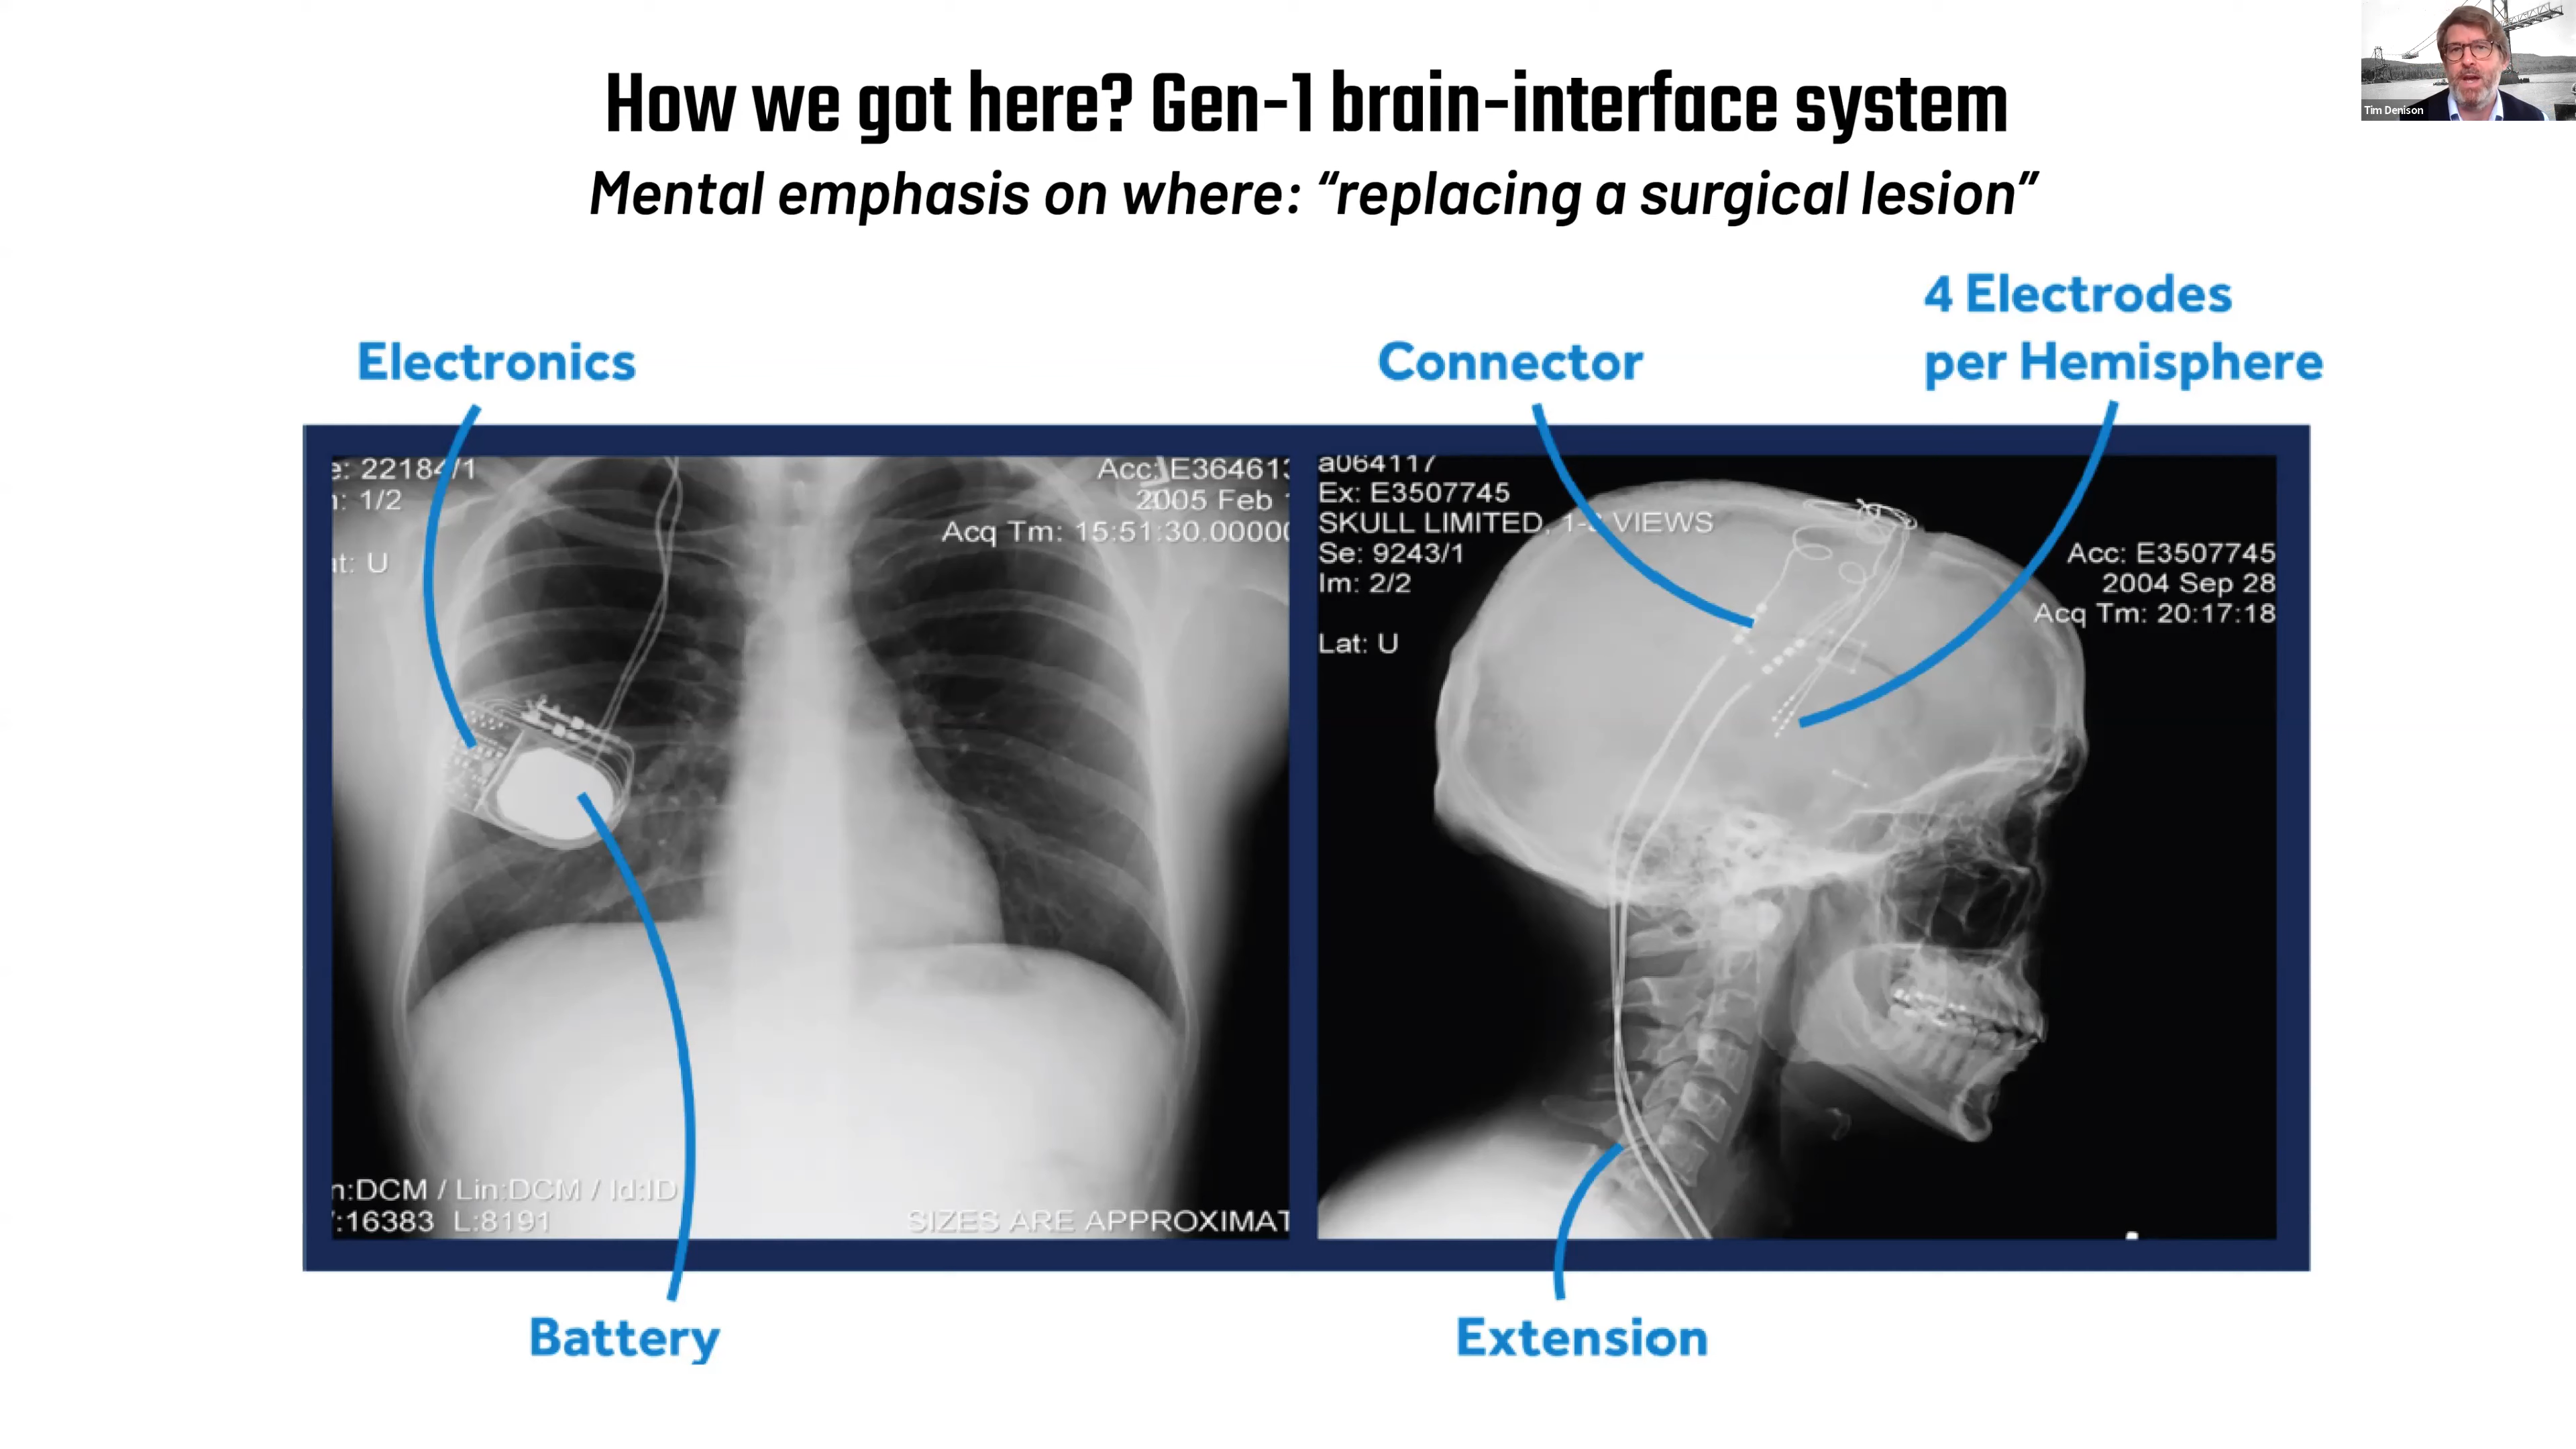 How we got here? Gen-1 brain-interface system
Mental emphasis on where: “replacing a surgical lesion”
Tim Denison
Electronics
Connector
4 Electrodes
per Hemisphere
e: 22184/1
: 1/2
t: U
Acc: E364613
2005 Feb
Acq Tm: 15:51:30.00000
n:DCM / Lin:DCM / Id:ID
:16383 L:8191
SIZES ARE APPROXIMAT
a064117
Ex: E3507745
SKULL LIMITED, 1-3 VIEWS
Se: 9243/1
Im: 2/2
Lat: U
Acc: E3507745
2004 Sep 28
Acq Tm: 20:17:18
Battery
Extension